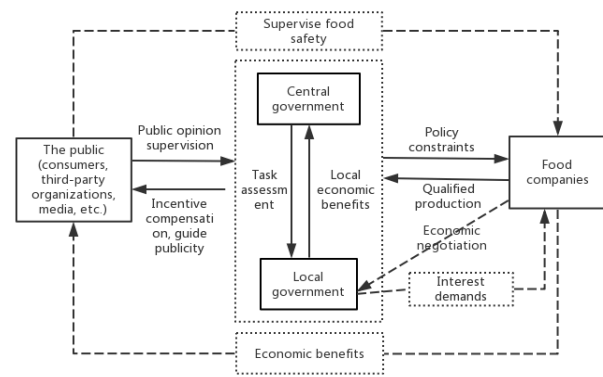 Supervise food
safety
Central
government
The public
(consumers,
third-party
organizations,
media, etc.)
Public opinion
supervision
Incentive
compensati
on, guide
publicity
Task
assessm
ent
Local
economic
benefits
Policy
constraints
Qualified
production
Food
companies
Economic
negotiation
Local
government
Interest
demands
Economic benefits